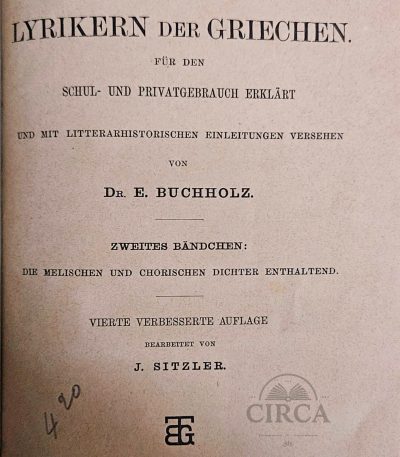 LYRIKERN DER GRIECHEN.
FÜR DEN
SCHUL- UND PRIVATGEBRAUCH ERKLÄRT
UND MIT LITTERARHISTORISCHEN EINLEITUNGEN VERSEHEN
VON
DR. E. BUCHHOLZ.
ZWEITES BÄNDCHEN:
DIE MELISCHEN UND CHORISCHEN DICHTER ENTHALTEND.
VIERTE VERBESSERTE AUFLAGE
BEARBEITET VON
J. SITZLER.
420
CIRCA
BTG